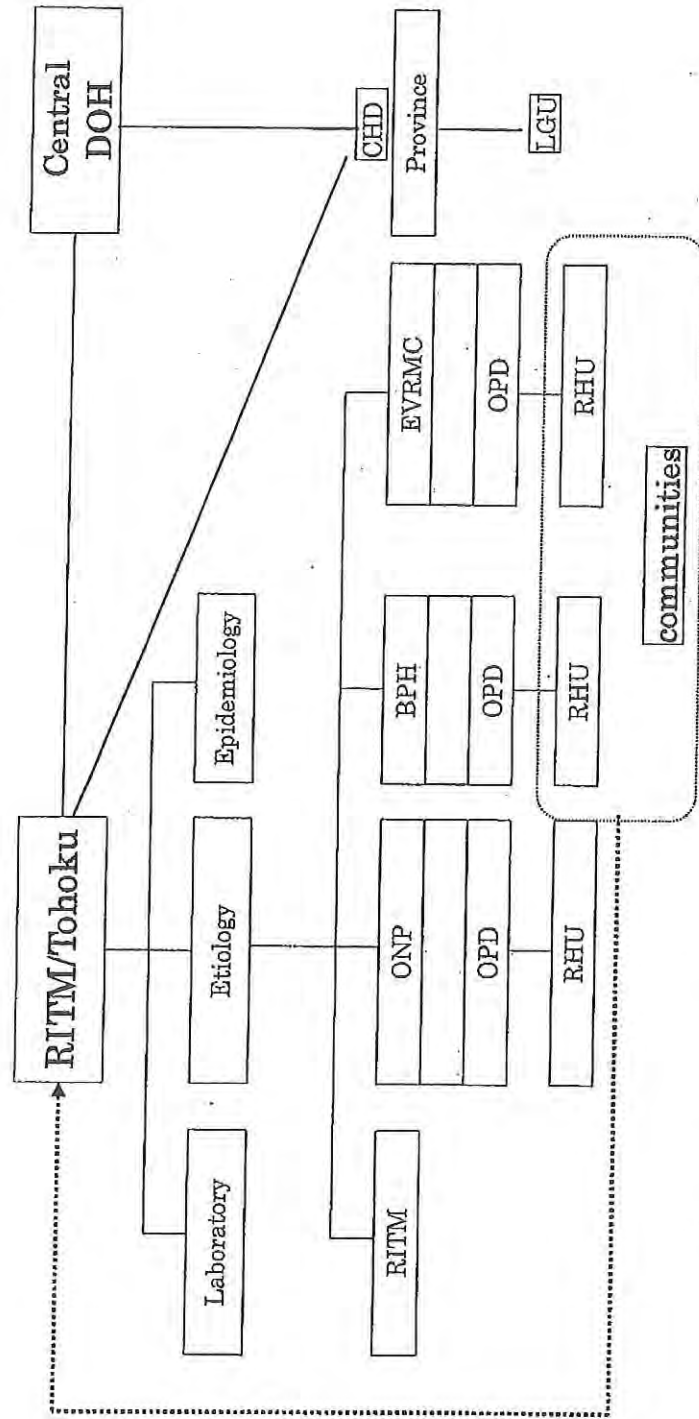 RITM/Tohoku
Central
DOH
Laboratory
Etiology
Epidemiology
CHD
Province
LGU
RITM
ONP
OPD
RHU
BPH
OPD
RHU
EVRMC
OPD
RHU
communities